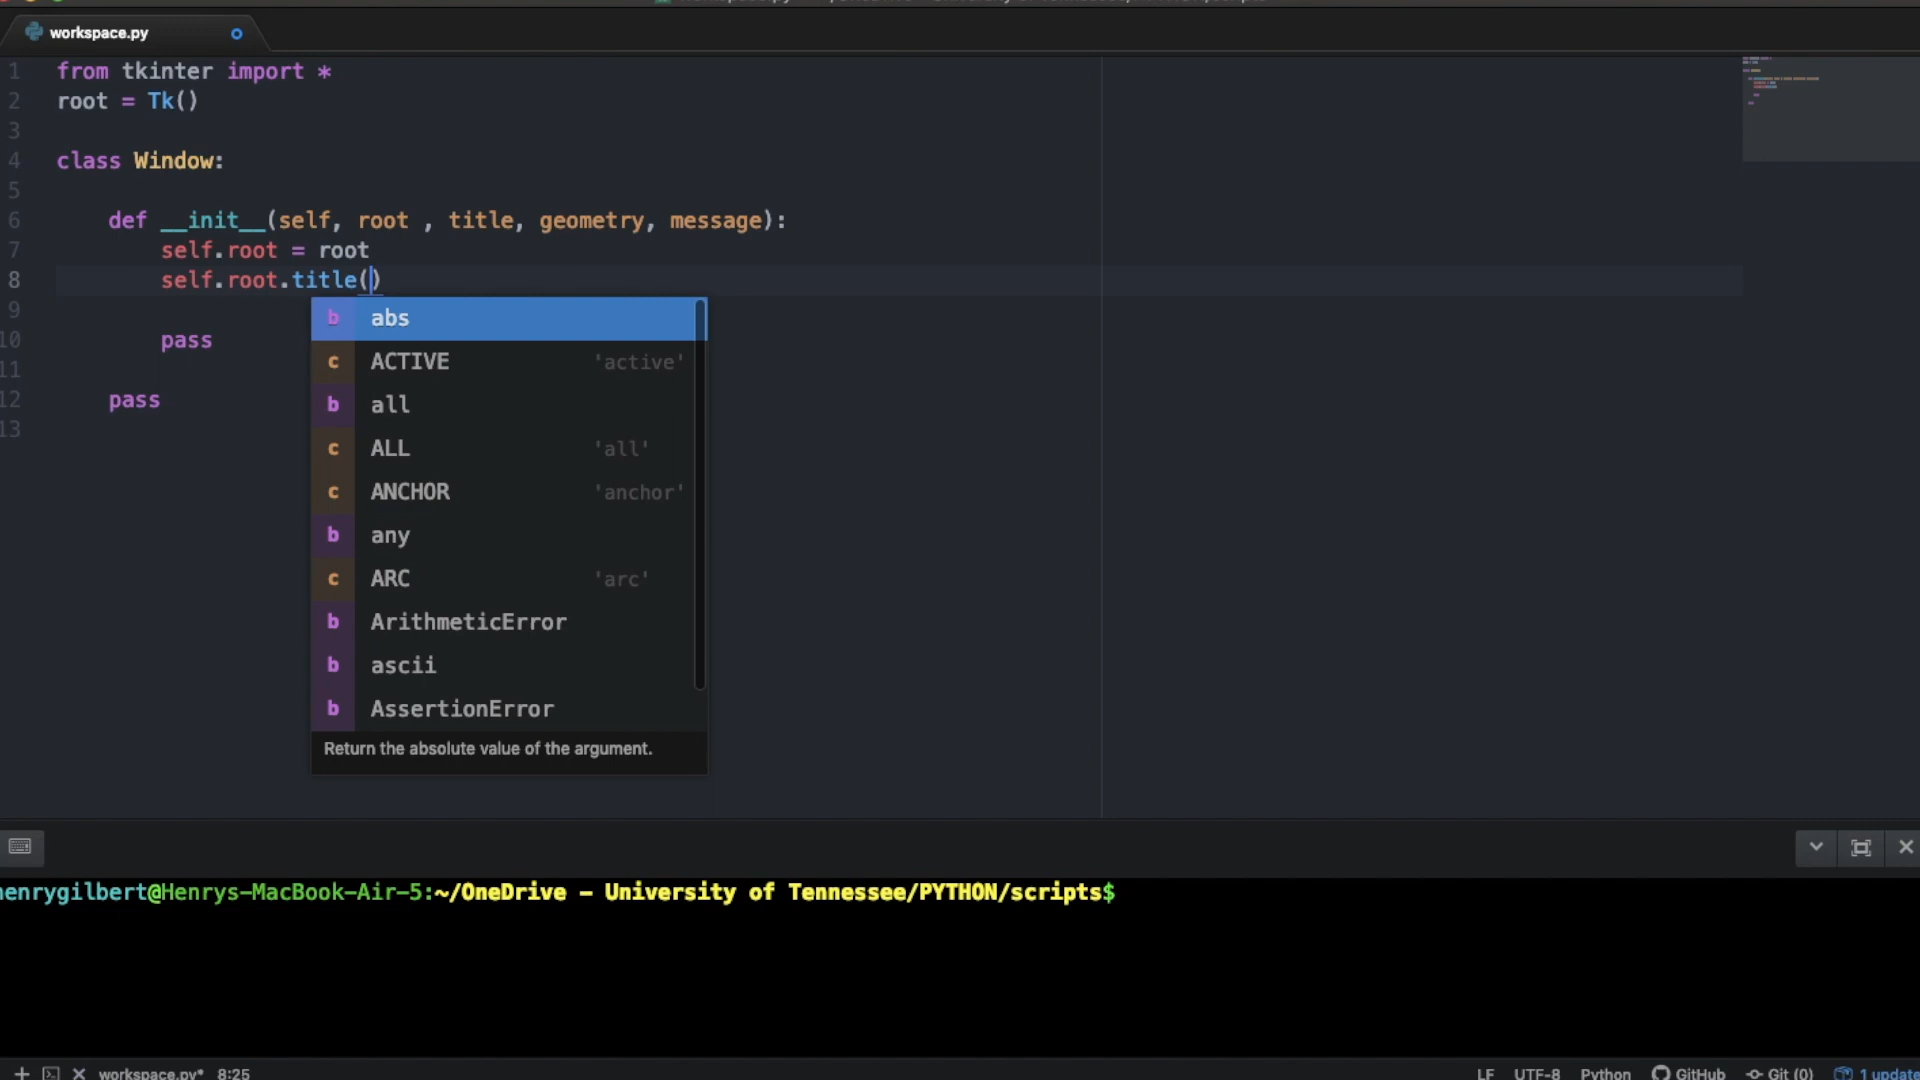 workspace.py
1 from tkinter import *
2 root = Tk()
3
4 class Window:
5
6 def __init__(self, root , title, geometry, message):
7 self.root = root
8 self.root.title()
9
10 pass
11
12 pass
13
b abs
c ACTIVE 'active'
b all
c ALL 'all'
c ANCHOR 'anchor'
b any
c ARC 'arc'
b ArithmeticError
b ascii
b AssertionError
Return the absolute value of the argument.
henrygilbert@Henrys-MacBook-Air-5:~/OneDrive – University of Tennessee/PYTHON/scripts$
workspace.py* 8:25 LF UTF-8 Python GitHub Git (0) 1 update